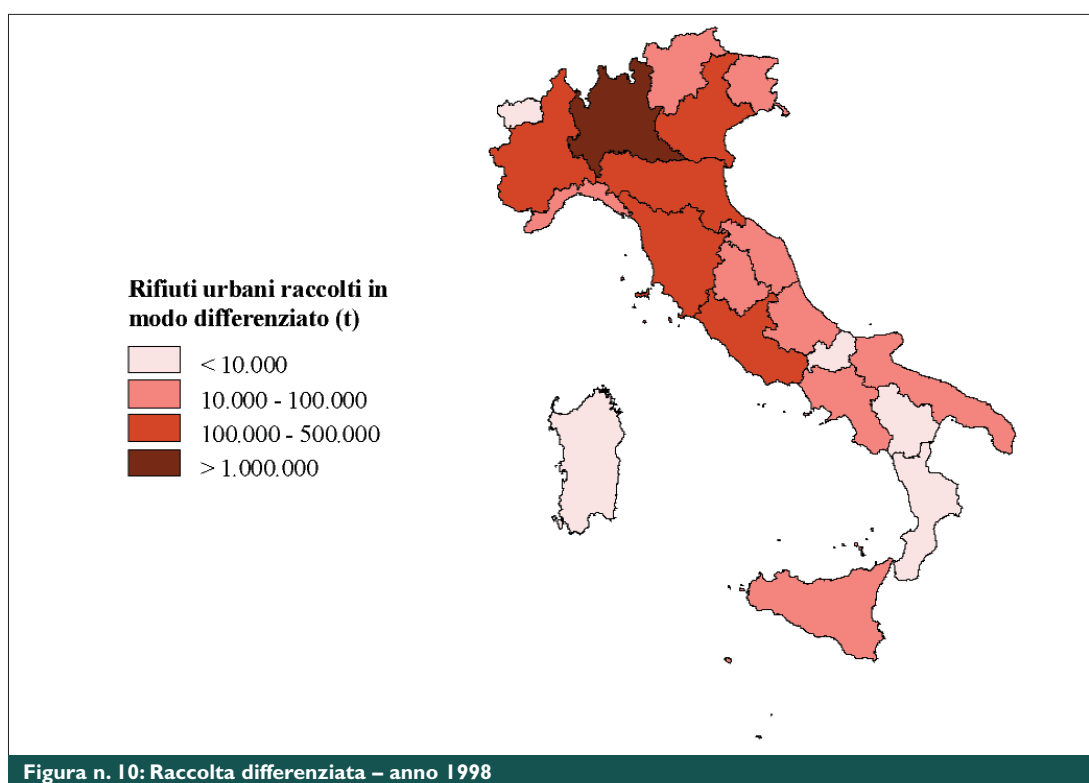 Rifiuti urbani raccolti in
modo differenziato (t)
< 10.000
10.000 - 100.000
100.000 - 500.000
> 1.000.000
Figura n. 10: Raccolta differenziata – anno 1998